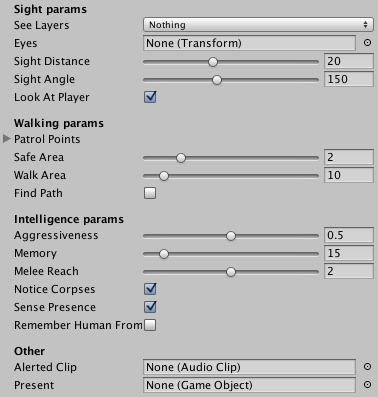 Sight params
See Layers Nothing
Eyes None (Transform)
Sight Distance 20
Sight Angle 150
Look At Player
Walking params
Patrol Points
Safe Area 2
Walk Area 10
Find Path
Intelligence params
Aggressiveness 0.5
Memory 15
Melee Reach 2
Notice Corpses
Sense Presence
Remember Human From
Other
Alerted Clip None (Audio Clip)
Present None (Game Object)